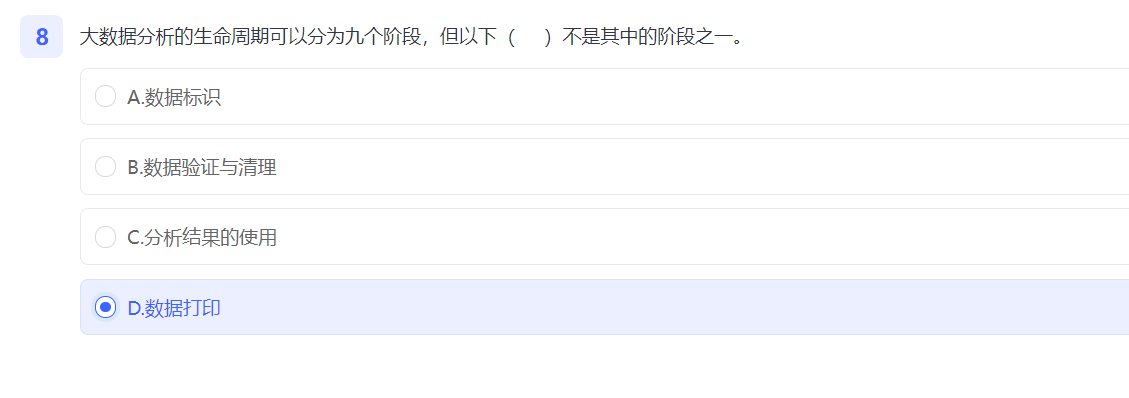 8 大数据分析的生命周期可以分为九个阶段，但以下（ ）不是其中的阶段之一。
A.数据标识
B.数据验证与清理
C.分析结果的使用
D.数据打印